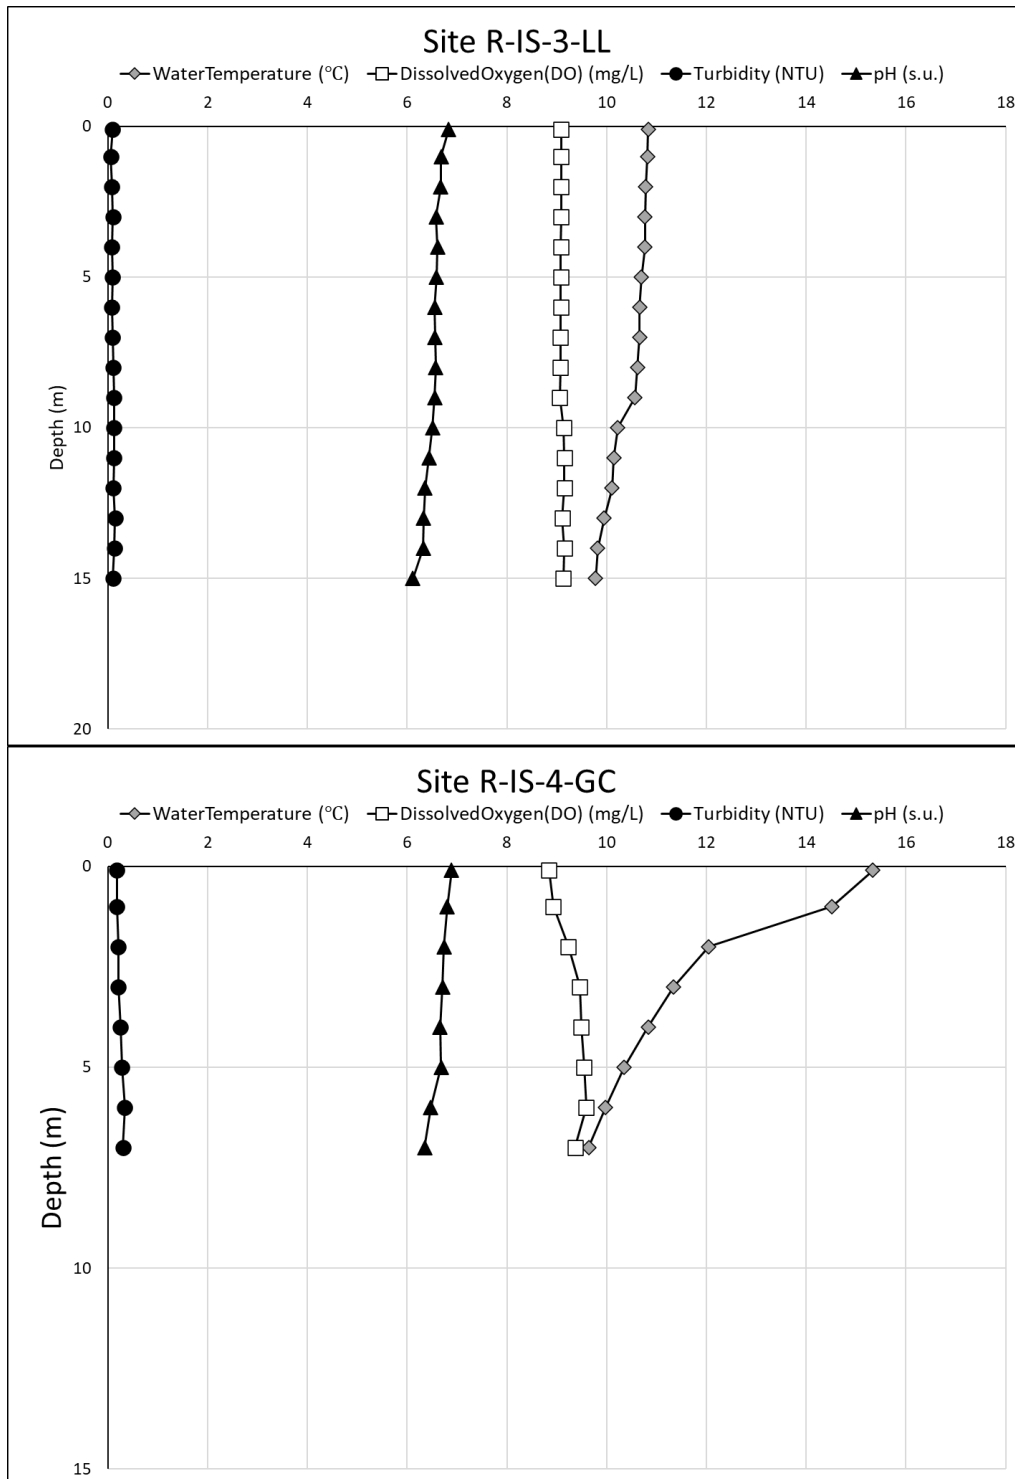 Site R-IS-3-LL
WaterTemperature (°C) DissolvedOxygen(DO) (mg/L) Turbidity (NTU) pH (s.u.)
0 2 4 6 8 10 12 14 16 18
0
5
Depth (m)
10
15
20
Site R-IS-4-GC
WaterTemperature (°C) DissolvedOxygen(DO) (mg/L) Turbidity (NTU) pH (s.u.)
0 2 4 6 8 10 12 14 16 18
0
5
Depth (m)
10
15